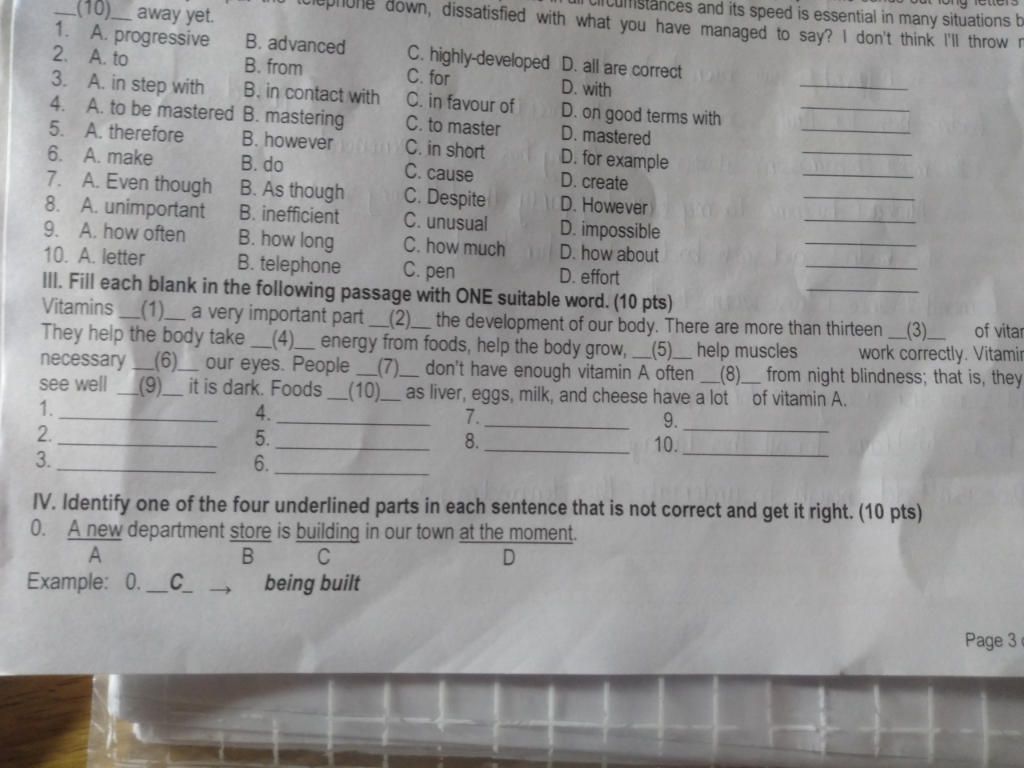 circumstances and its speed is essential in many situations b
__(10)__ away yet. telephone down, dissatisfied with what you have managed to say? I don't think I'll throw
1. A. progressive B. advanced C. highly-developed D. all are correct
2. A. to B. from C. for D. with
3. A. in step with B. in contact with C. in favour of D. on good terms with
4. A. to be mastered B. mastering C. to master D. mastered
5. A. therefore B. however C. in short D. for example
6. A. make B. do C. cause D. create
7. A. Even though B. As though C. Despite D. However
8. A. unimportant B. inefficient C. unusual D. impossible
9. A. how often B. how long C. how much D. how about
10. A. letter B. telephone C. pen D. effort
III. Fill each blank in the following passage with ONE suitable word. (10 pts)
Vitamins __(1)__ a very important part __(2)__ the development of our body. There are more than thirteen __(3)__ of vitam
They help the body take __(4)__ energy from foods, help the body grow, __(5)__ help muscles work correctly. Vitamin
necessary __(6)__ our eyes. People __(7)__ don't have enough vitamin A often __(8)__ from night blindness; that is, they
see well __(9)__ it is dark. Foods __(10)__ as liver, eggs, milk, and cheese have a lot of vitamin A.
1. ____ 4. ____ 7. ____ 9. ____
2. ____ 5. ____ 8. ____ 10. ____
3. ____ 6. ____
IV. Identify one of the four underlined parts in each sentence that is not correct and get it right. (10 pts)
0. A new department store is building in our town at the moment.
A B C D
Example: 0. __C_ → being built
Page 3